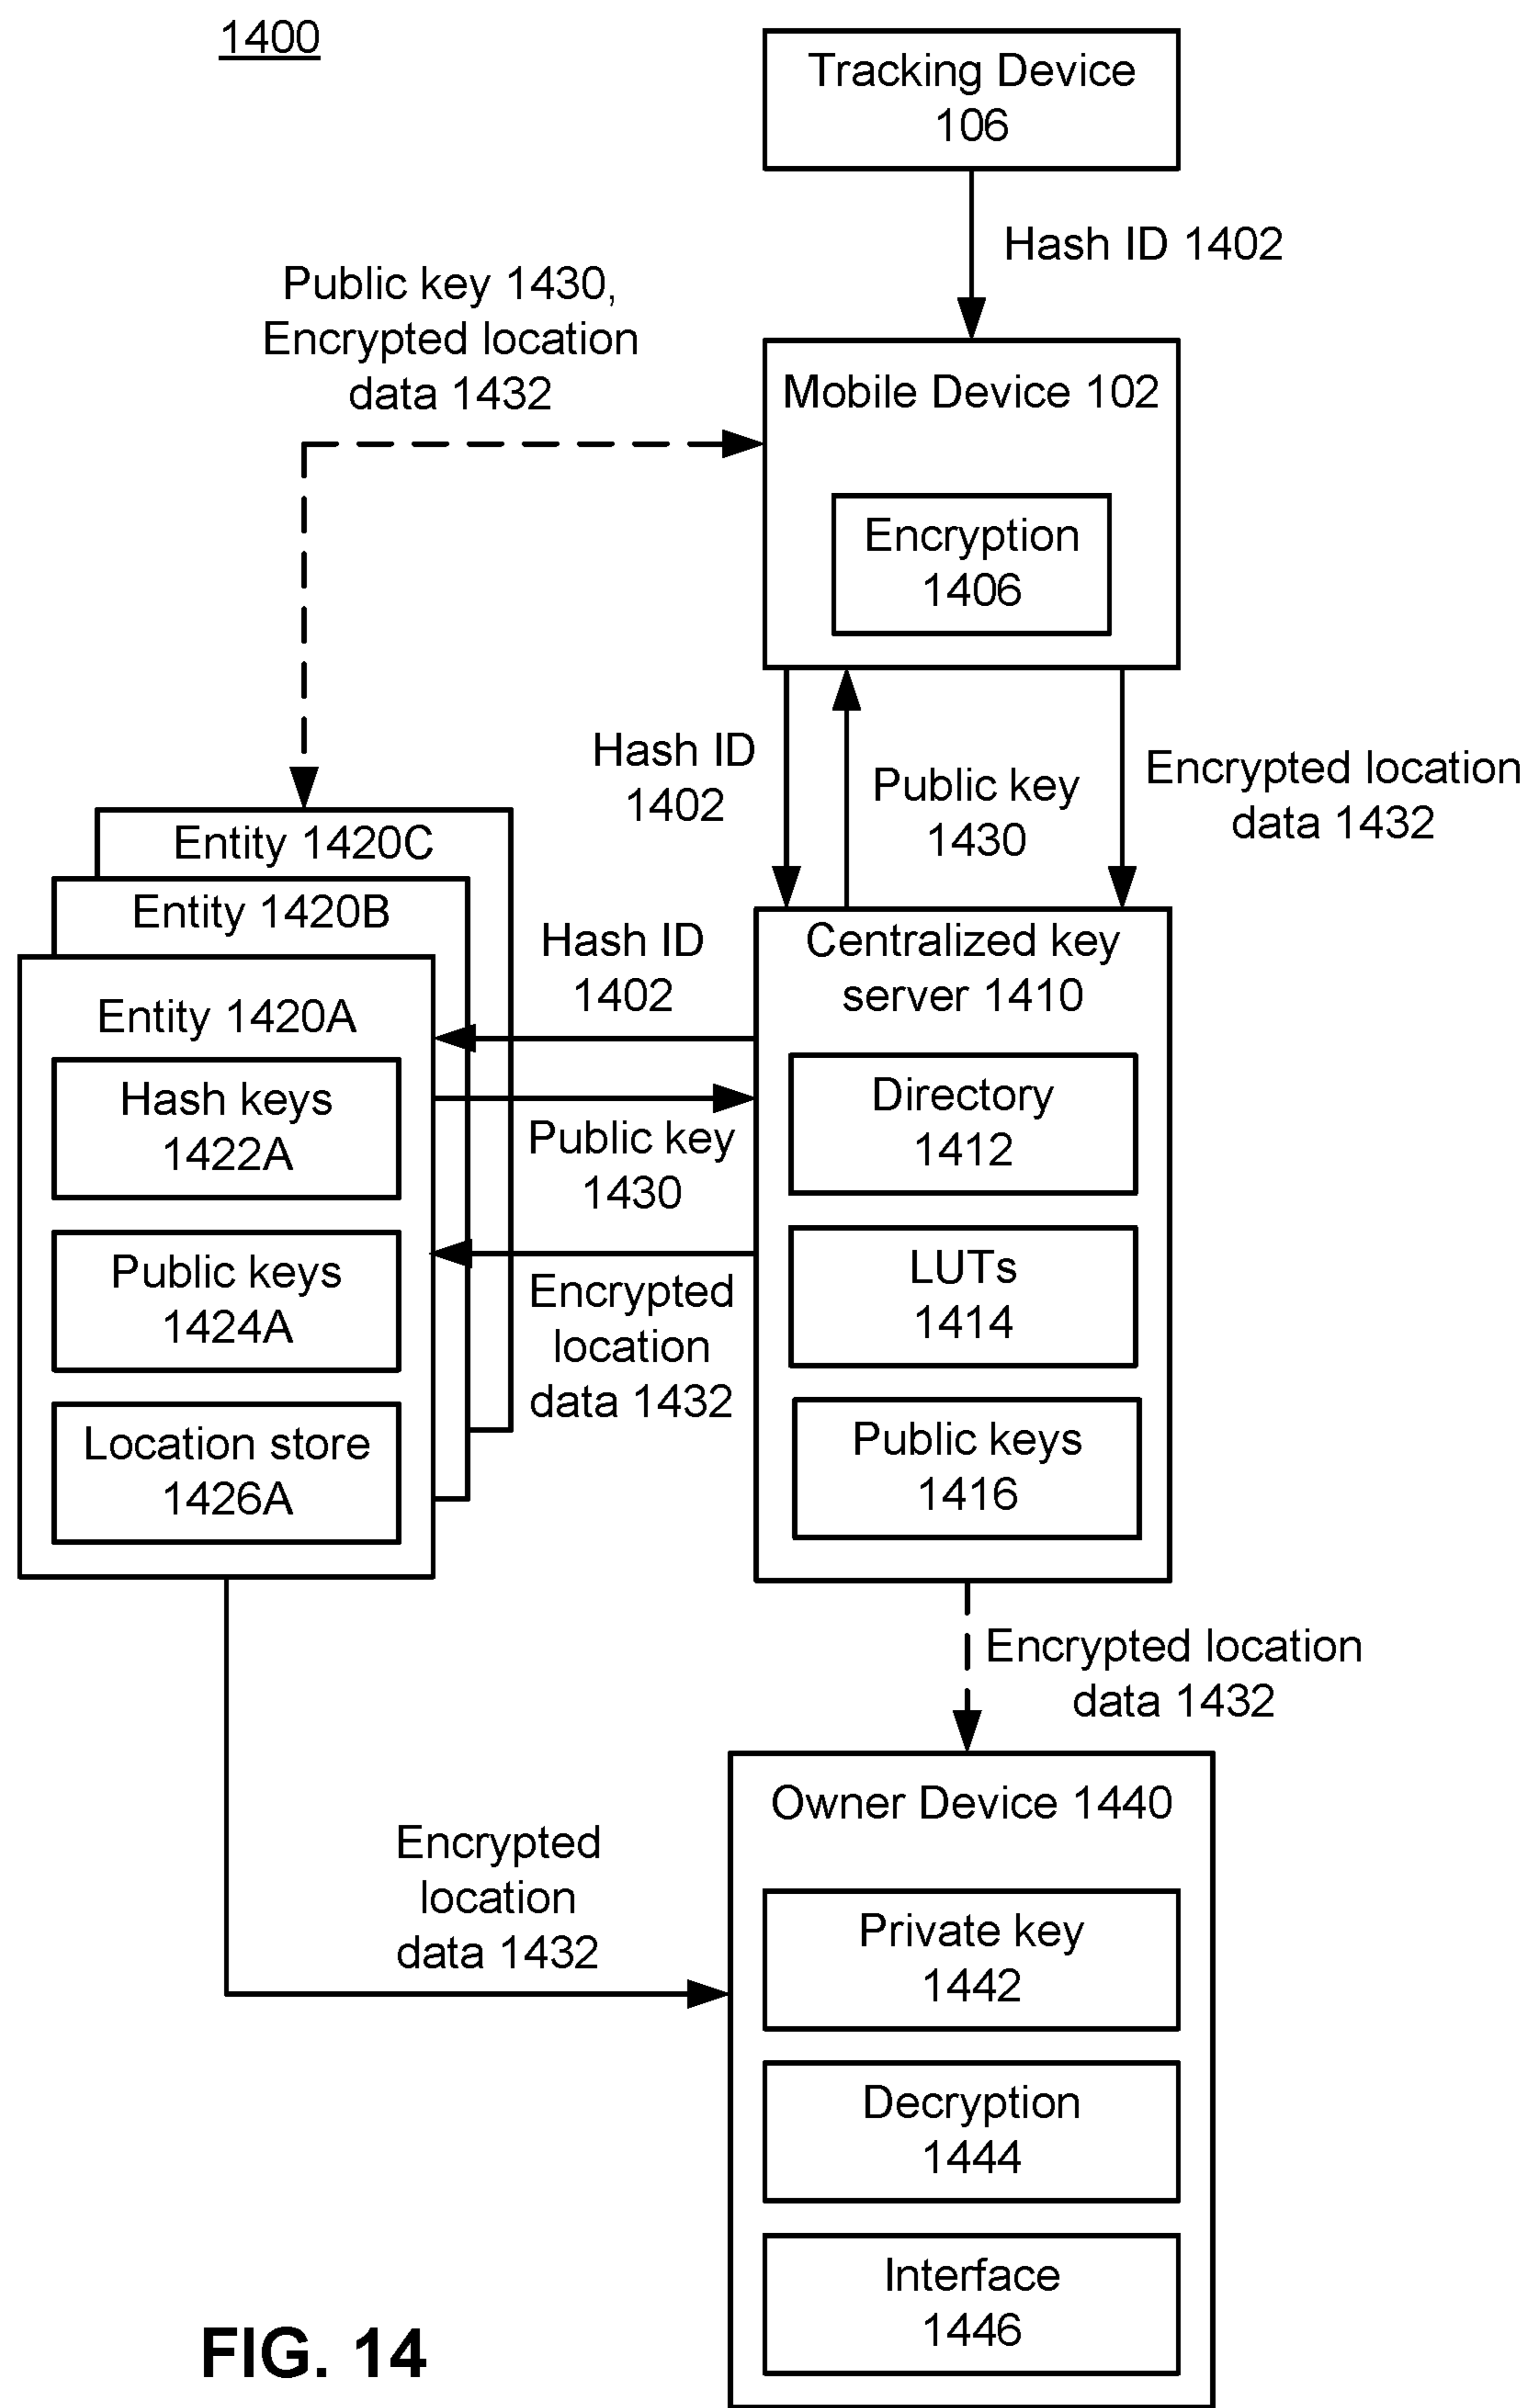 1400
Tracking Device
106
Hash ID 1402
Public key 1430,
Encrypted location
data 1432
Mobile Device 102
Encryption
1406
Hash ID
1402
Public key
1430
Encrypted location
data 1432
Entity 1420C
Entity 1420B
Entity 1420A
Hash keys
1422A
Public keys
1424A
Location store
1426A
Hash ID
1402
Public key
1430
Encrypted
location
data 1432
Centralized key
server 1410
Directory
1412
LUTs
1414
Public keys
1416
Encrypted location
data 1432
Encrypted
location
data 1432
Owner Device 1440
Private key
1442
Decryption
1444
Interface
1446
FIG. 14